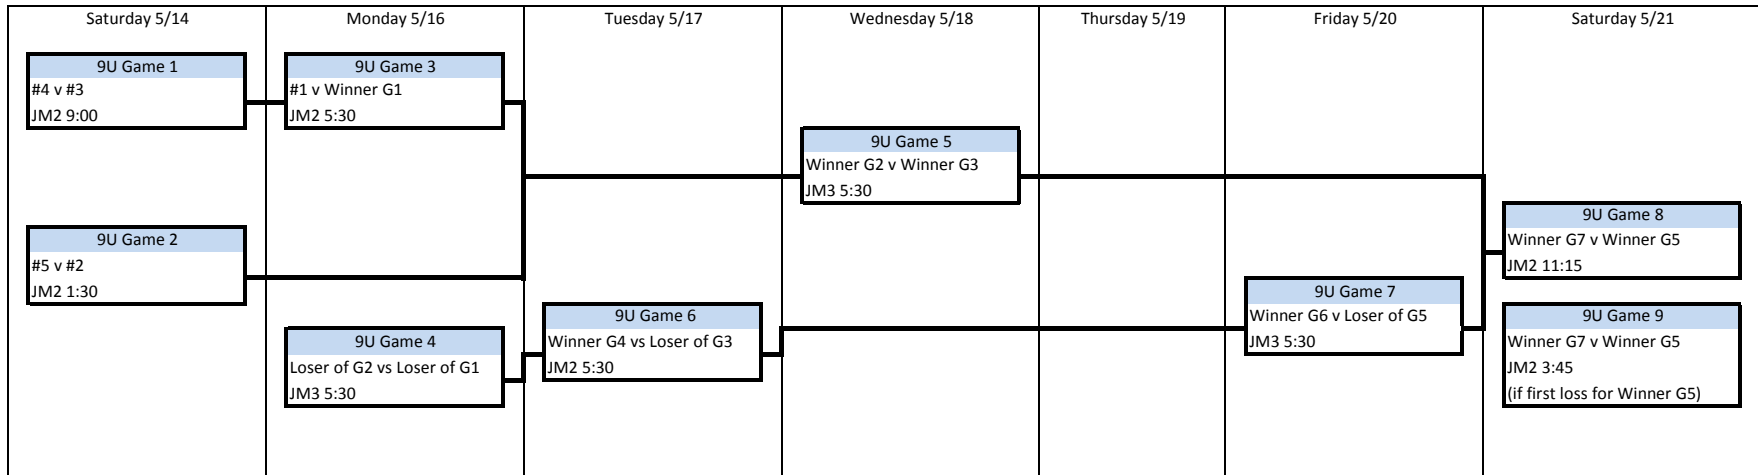 Saturday 5/14
Monday 5/16
Tuesday 5/17
Wednesday 5/18
Thursday 5/19
Friday 5/20
Saturday 5/21
9U Game 1
#4 v #3
JM2 9:00
9U Game 3
#1 v Winner G1
JM2 5:30
9U Game 5
Winner G2 v Winner G3
JM3 5:30
9U Game 2
#5 v #2
JM2 1:30
9U Game 8
Winner G7 v Winner G5
JM2 11:15
9U Game 4
Loser of G2 vs Loser of G1
JM3 5:30
9U Game 6
Winner G4 vs Loser of G3
JM2 5:30
9U Game 7
Winner G6 v Loser of G5
JM3 5:30
9U Game 9
Winner G7 v Winner G5
JM2 3:45
(if first loss for Winner G5)